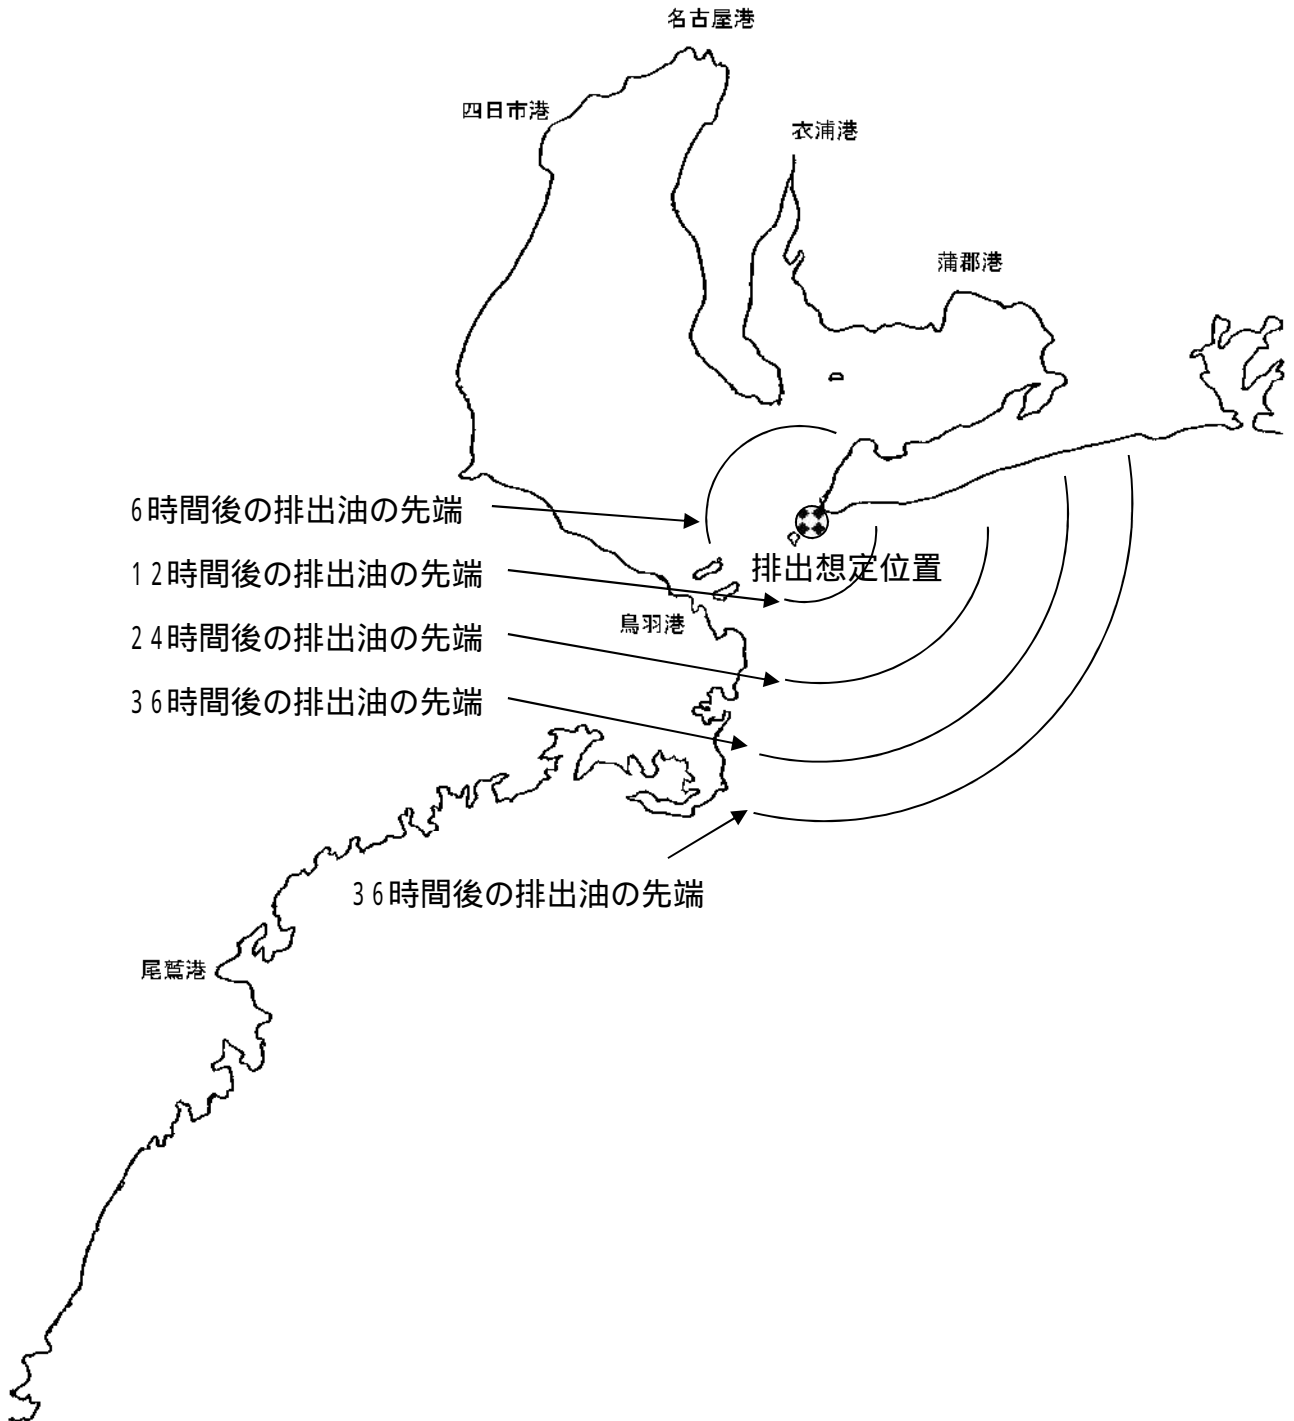 名古屋港
四日市港
衣浦港
蒲郡港
6時間後の排出油の先端
12時間後の排出油の先端
排出想定位置
鳥羽港
24時間後の排出油の先端
36時間後の排出油の先端
36時間後の排出油の先端
尾鷲港